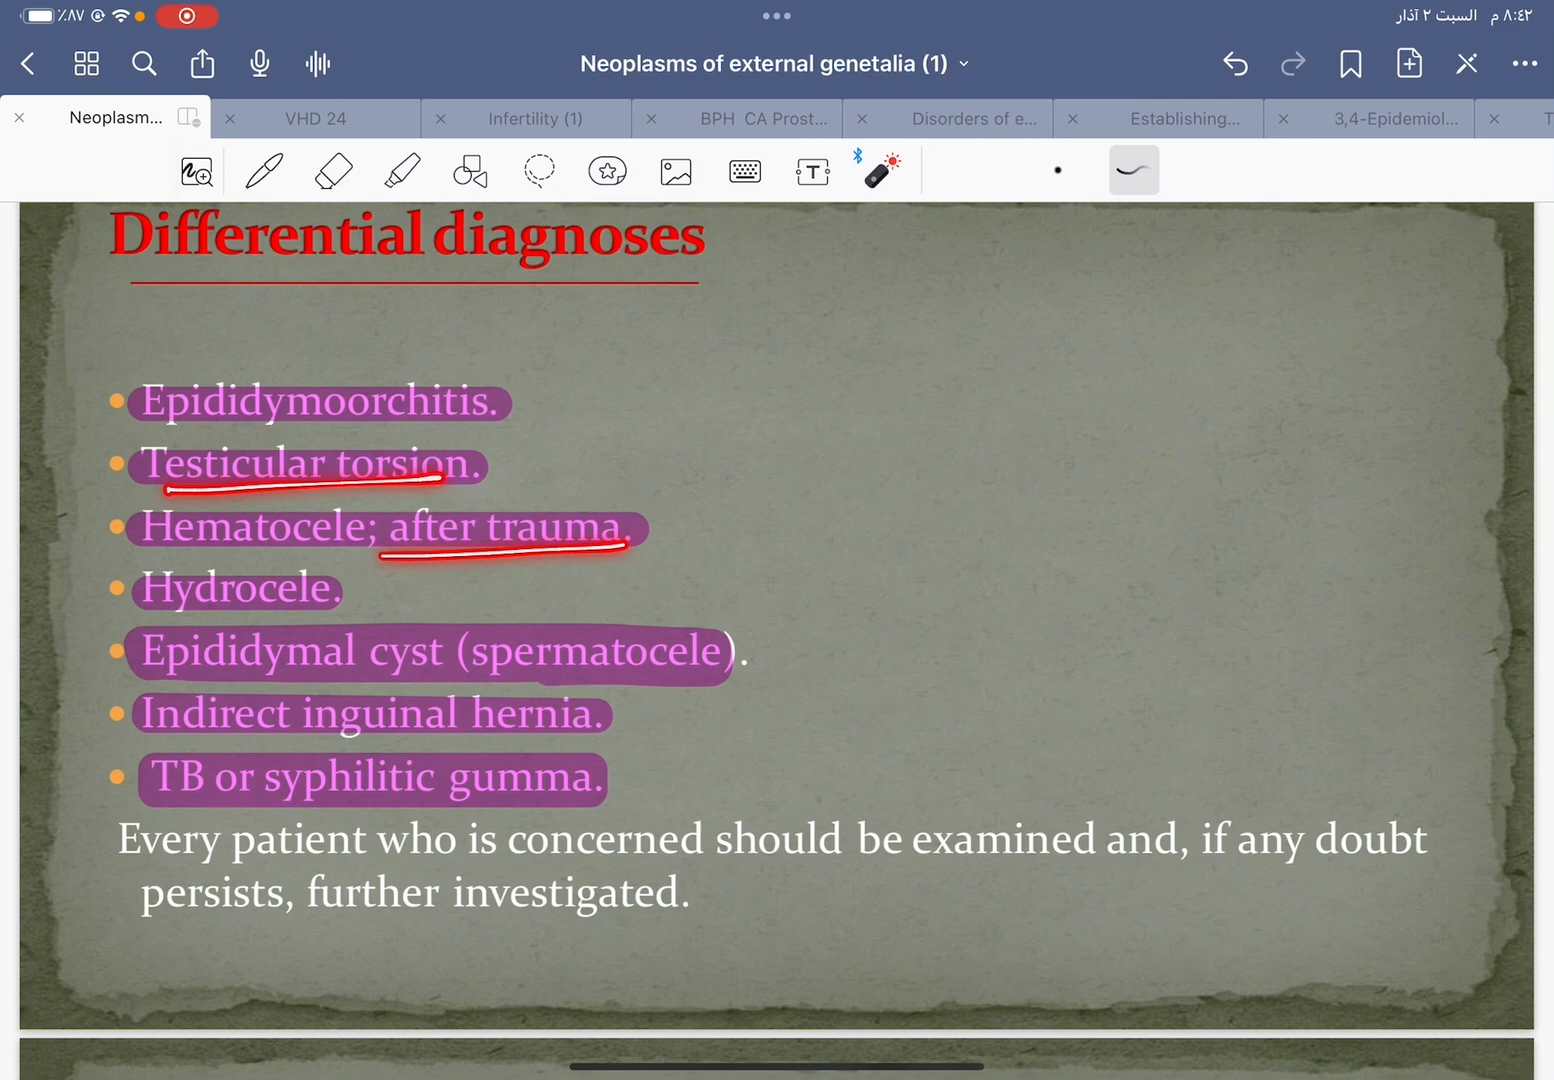 ٪٨٧
السبت ٢ آذار ٨:٤٢ م
Neoplasms of external genetalia (1)
Neoplasm...
VHD 24
Infertility (1)
BPH CA Prost...
Disorders of e...
Establishing...
3,4-Epidemiol...
T
Differential diagnoses
Epididymoorchitis.
Testicular torsion.
Hematocele; after trauma.
Hydrocele.
Epididymal cyst (spermatocele).
Indirect inguinal hernia.
TB or syphilitic gumma.
Every patient who is concerned should be examined and, if any doubt
persists, further investigated.